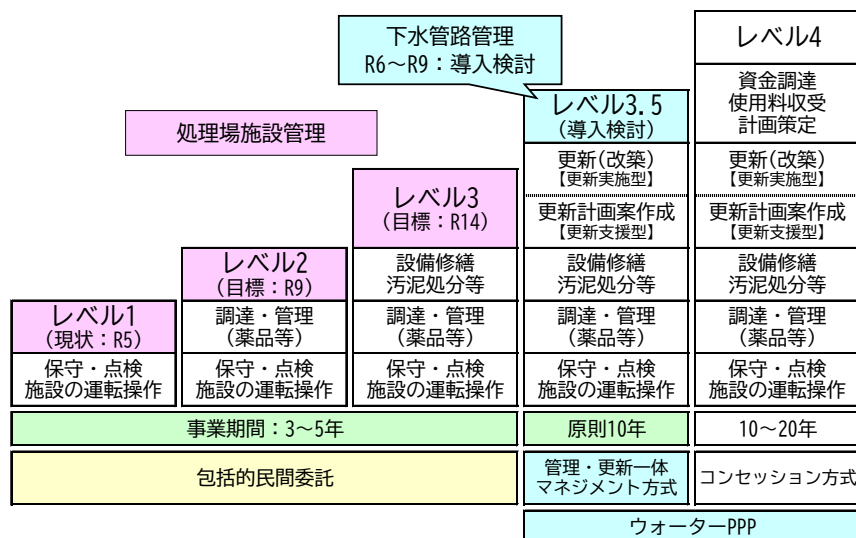 下水管路管理
R6～R9：導入検討
処理場施設管理
レベル1
(現状：R5)
保守・点検
施設の運転操作
レベル2
(目標：R9)
調達・管理
(薬品等)
保守・点検
施設の運転操作
レベル3
(目標：R14)
設備修繕
汚泥処分等
調達・管理
(薬品等)
保守・点検
施設の運転操作
レベル3.5
(導入検討)
更新(改築)
【更新実施型】
更新計画案作成
【更新支援型】
設備修繕
汚泥処分等
調達・管理
(薬品等)
保守・点検
施設の運転操作
レベル4
資金調達
使用料収受
計画策定
更新(改築)
【更新実施型】
更新計画案作成
【更新支援型】
設備修繕
汚泥処分等
調達・管理
(薬品等)
保守・点検
施設の運転操作
事業期間：3～5年
原則10年
10～20年
包括的民間委託
管理・更新一体
マネジメント方式
コンセッション方式
ウォーターPPP